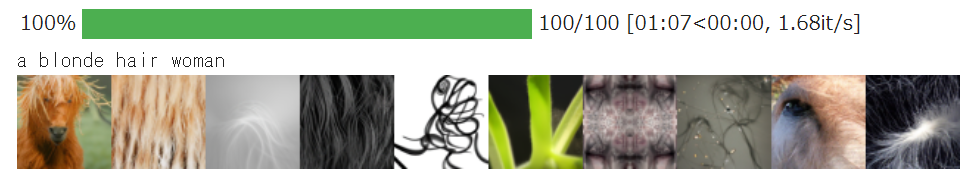 100% 100/100 [01:07<00:00, 1.68it/s]
a blonde hair woman